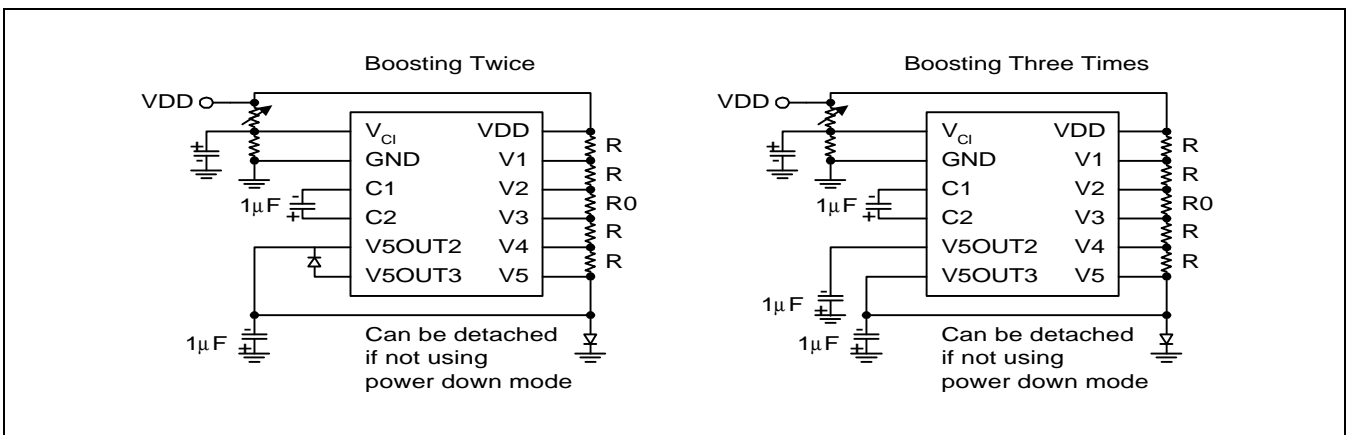 Boosting Twice
VDD
+
-
VCI
GND
C1
C2
V5OUT2
V5OUT3
VDD
V1
V2
V3
V4
V5
R
R
R0
R
R
-
1μF
+
-
1μF
+
Can be detached
if not using
power down mode
Boosting Three Times
VDD
+
-
VCI
GND
C1
C2
V5OUT2
V5OUT3
VDD
V1
V2
V3
V4
V5
R
R
R0
R
R
-
1μF
+
-
1μF
+
-
1μF
+
Can be detached
if not using
power down mode